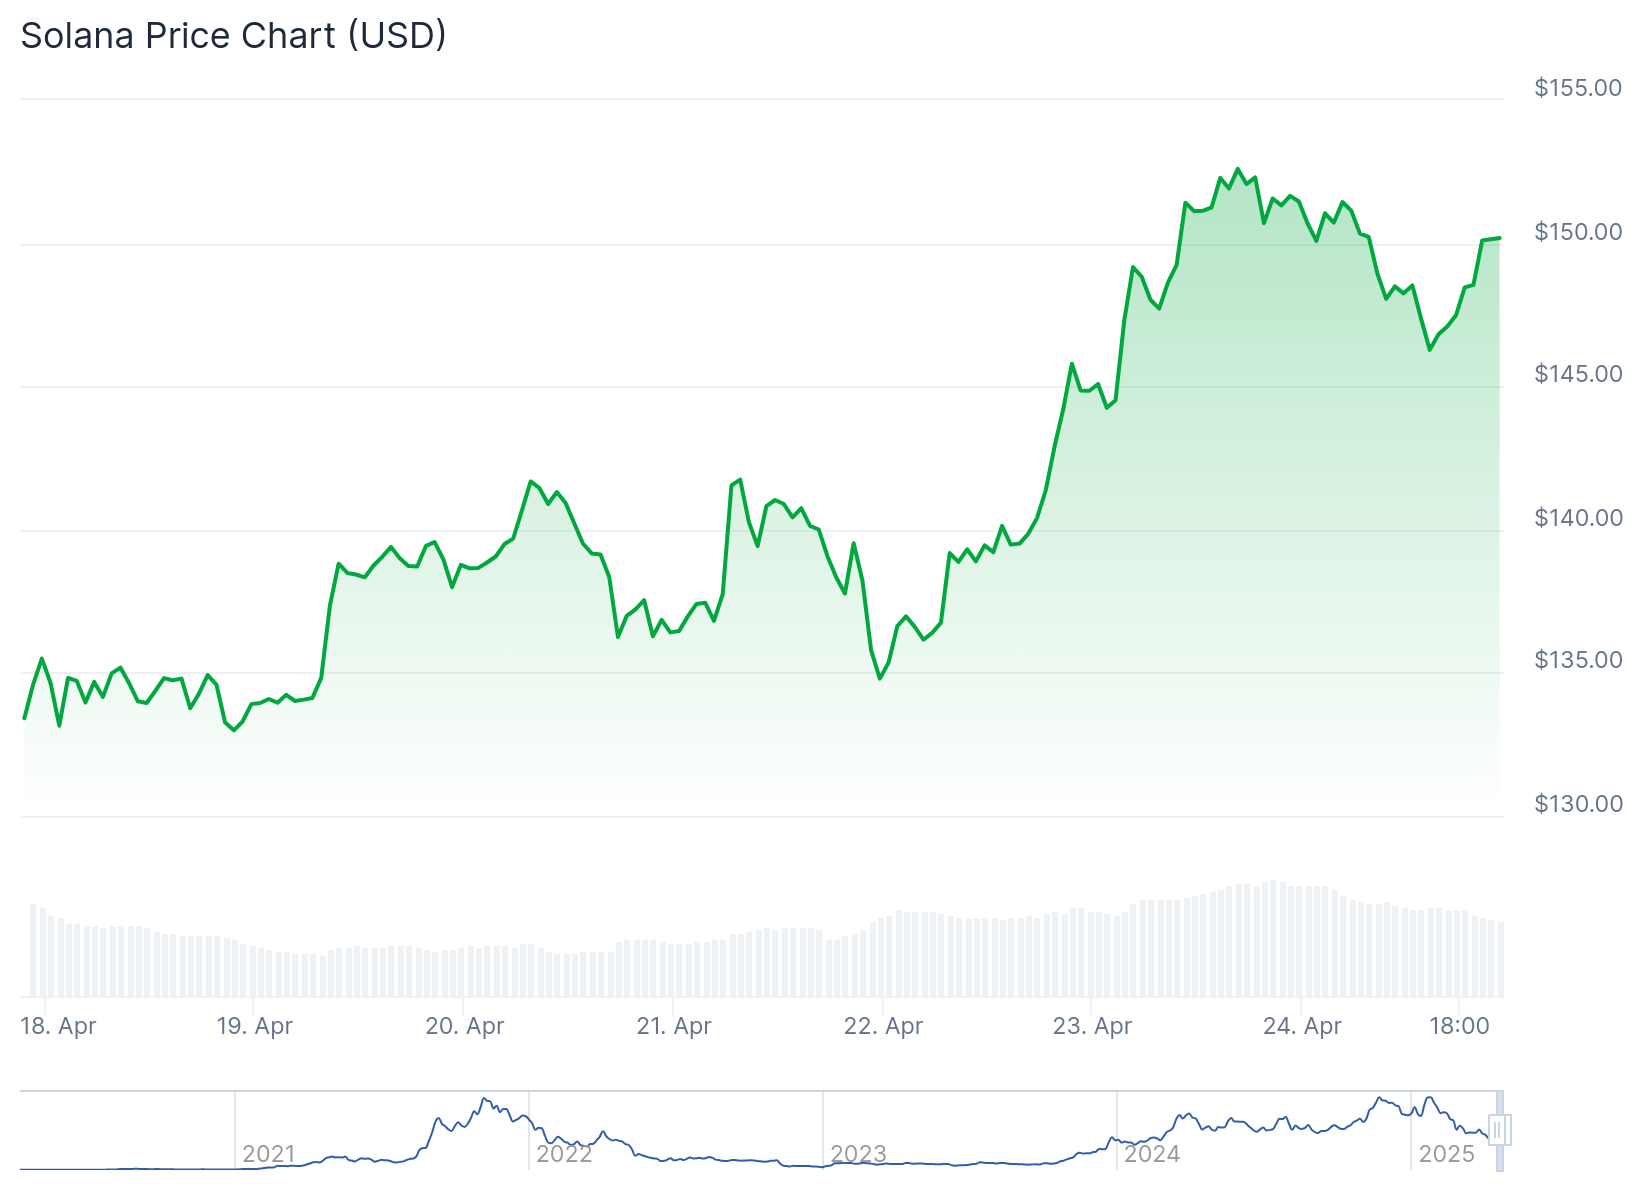 Solana Price Chart (USD)
$155.00
$150.00
$145.00
$140.00
$135.00
$130.00
18. Apr 19. Apr 20. Apr 21. Apr 22. Apr 23. Apr 24. Apr 18:00
2021 2022 2023 2024 2025